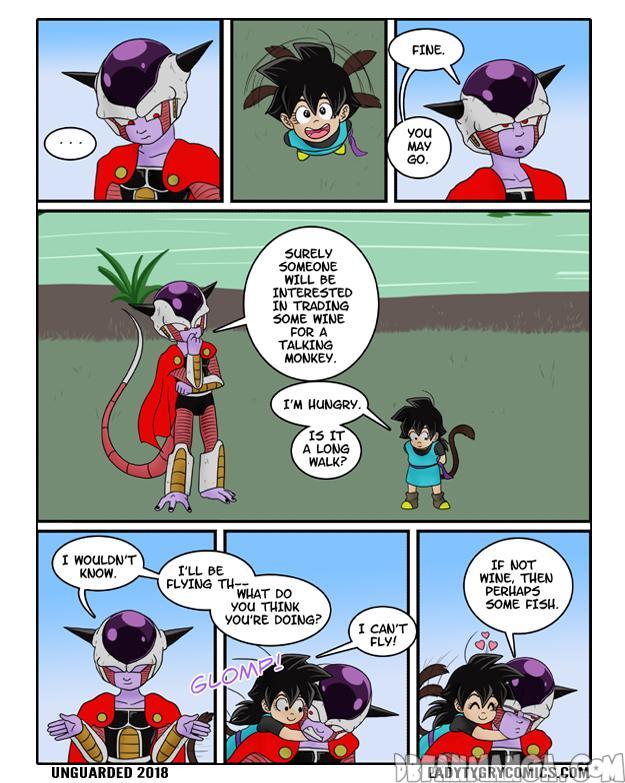 . . .
FINE.
YOU
MAY
GO.
SURELY
SOMEONE
WILL BE
INTERESTED
IN TRADING
SOME WINE
FOR A
TALKING
MONKEY.
I'M HUNGRY.
IS IT
A LONG
WALK?
I WOULDN'T
KNOW.
I'LL BE
FLYING TH--
WHAT DO
YOU THINK
YOU'RE DOING?
GLOMP!
I CAN'T
FLY!
IF NOT
WINE, THEN
PERHAPS
SOME FISH.
UNGUARDED 2018
LADYTYGRYCOMICS.COM